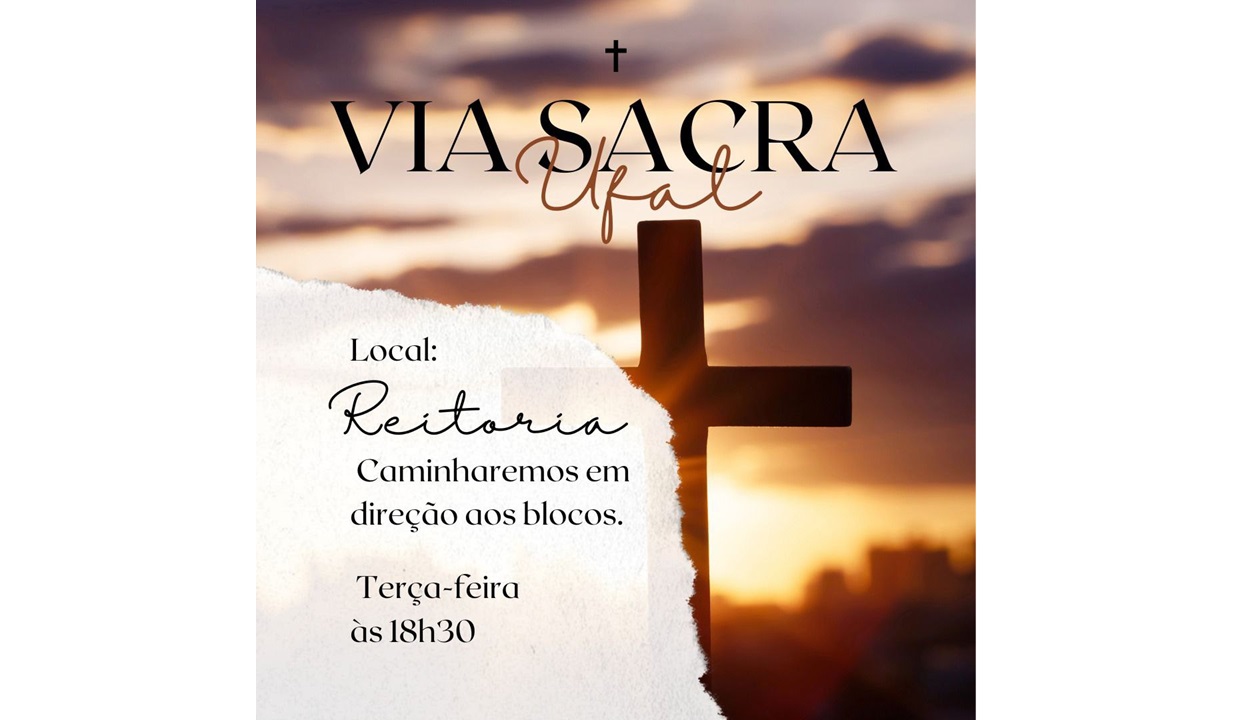 VIA SACRA
Ufal
Local:
Reitoria
Caminharemos em
direção aos blocos.
Terça-feira
às 18h30